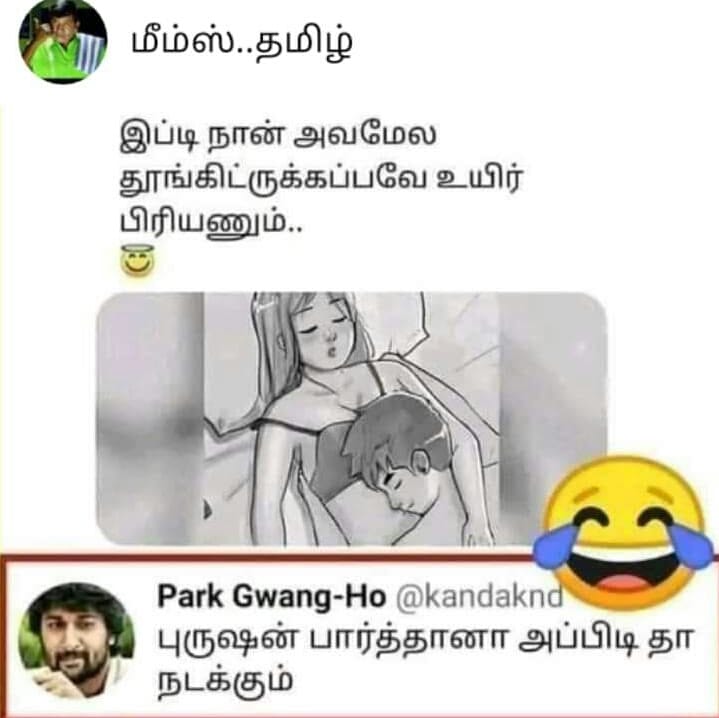 மீம்ஸ்..தமிழ்
இப்டி நான் அவமேல
தூங்கிட்ருக்கப்பவே உயிர்
பிரியணும்..
Park Gwang-Ho @kandaknd
புருஷன் பார்த்தானா அப்பிடி தா
நடக்கும்